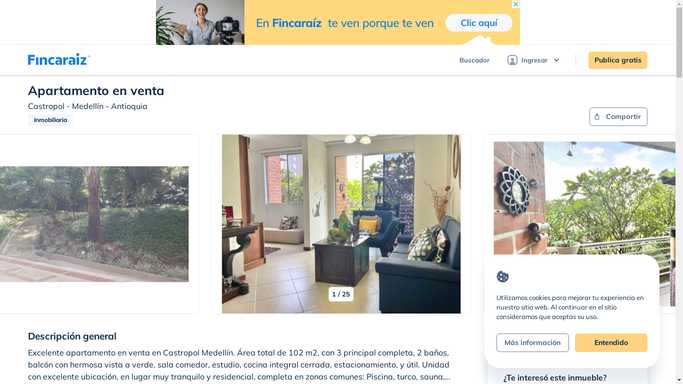 En Fincaraíz te ven porque te ven
Clic aquí
Fincaraiz
Buscador
Ingresar
Publica gratis
Apartamento en venta
Castropol - Medellín - Antioquia
Inmobiliaria
Compartir
1 / 25
Utilizamos cookies para mejorar tu experiencia en
nuestro sitio web. Al continuar en el sitio
consideramos que aceptas su uso.
Más información
Entendido
Descripción general
Excelente apartamento en venta en Castropol Medellín. Área total de 102 m2, con 3 principal completa, 2 baños,
balcón con hermosa vista a verde, sala comedor, estudio, cocina integral cerrada, estacionamiento, y útil. Unidad
con excelente ubicación, en lugar muy tranquilo y residencial, completa en zonas comunes: Piscina, turco, sauna,...
¿Te interesó este inmueble?